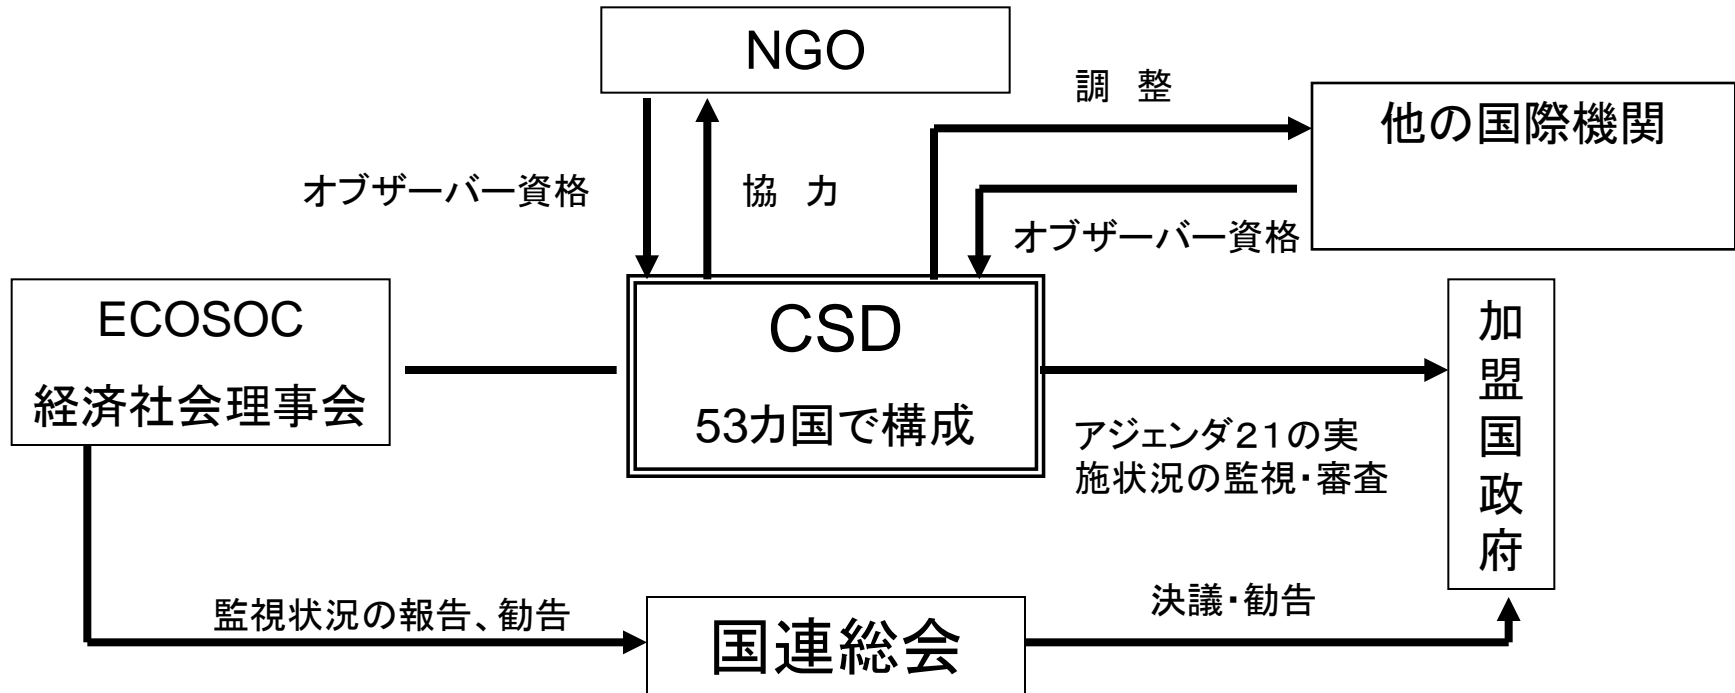 NGO
調 整
他の国際機関
オブザーバー資格
協 力
オブザーバー資格
ECOSOC
経済社会理事会
CSD
53カ国で構成
加盟国政府
アジェンダ21の実
施状況の監視・審査
監視状況の報告、勧告
国連総会
決議・勧告